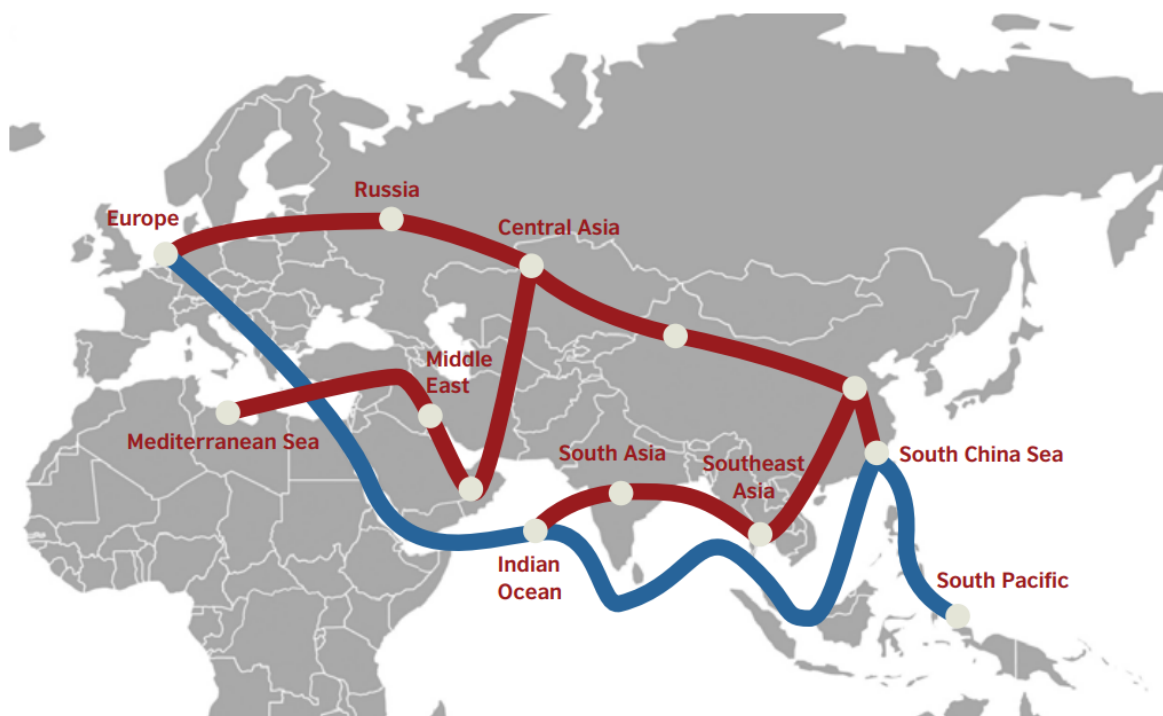 Russia
Europe
Central Asia
Middle
East
Mediterranean Sea
South Asia
Southeast
Asia
South China Sea
Indian
Ocean
South Pacific